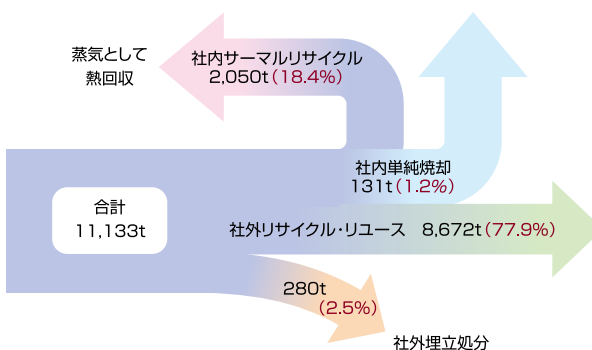 蒸気として
熱回収
社内サーマルリサイクル
2,050t(18.4%)
社内単純焼却
131t(1.2%)
合計
11,133t
社外リサイクル・リユース 8,672t(77.9%)
280t
(2.5%)
社外埋立処分